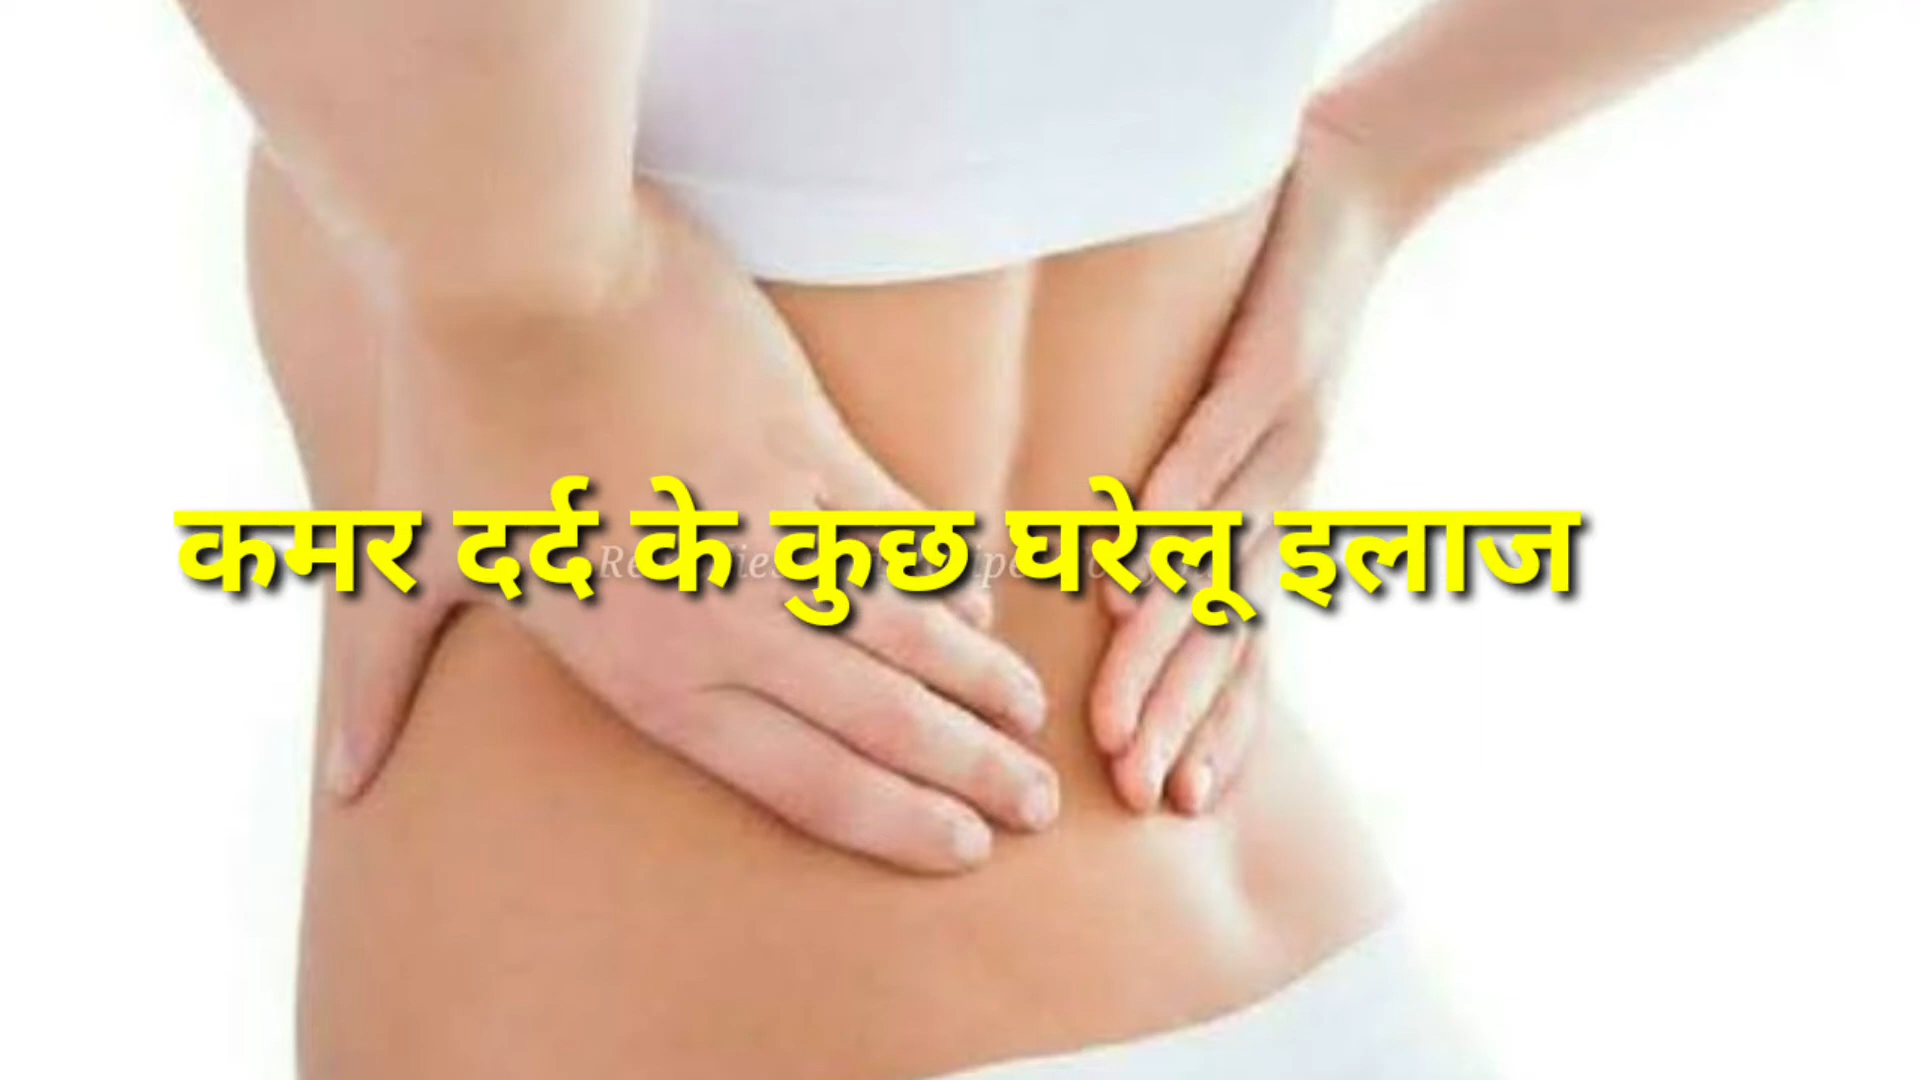 कमर दर्द के कुछ घरेलू इलाज